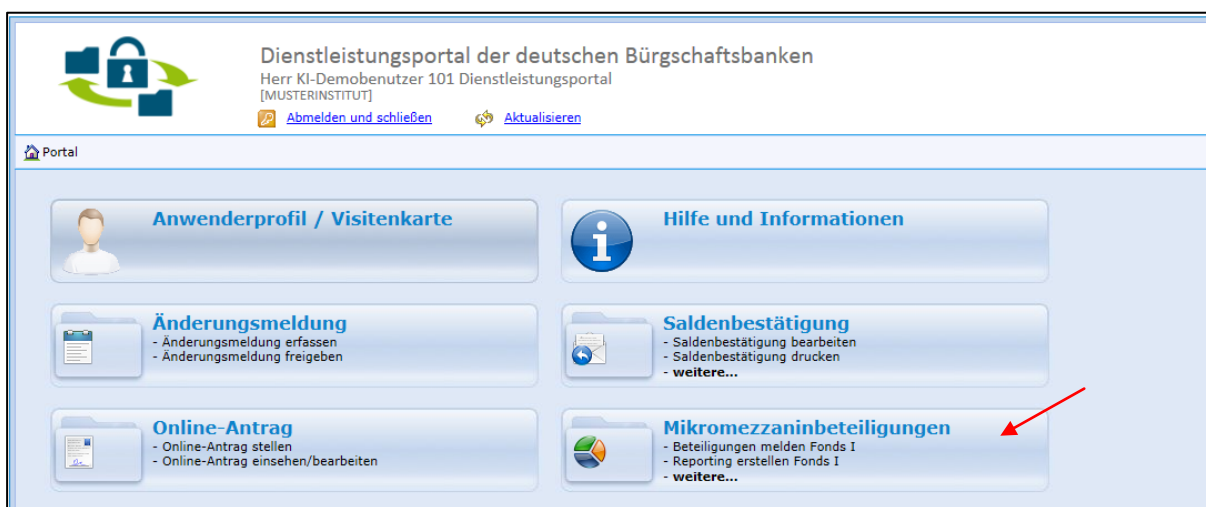 Dienstleistungsportal der deutschen Bürgschaftsbanken
Herr KI-Demobenutzer 101 Dienstleistungsportal
[MUSTERINSTITUT]
Abmelden und schließen Aktualisieren
Portal
Anwenderprofil / Visitenkarte
Hilfe und Informationen
Änderungsmeldung
- Änderungsmeldung erfassen
- Änderungsmeldung freigeben
Saldenbestätigung
- Saldenbestätigung bearbeiten
- Saldenbestätigung drucken
- weitere...
Online-Antrag
- Online-Antrag stellen
- Online-Antrag einsehen/bearbeiten
Mikromezzaninbeteiligungen
- Beteiligungen melden Fonds I
- Reporting erstellen Fonds I
- weitere...